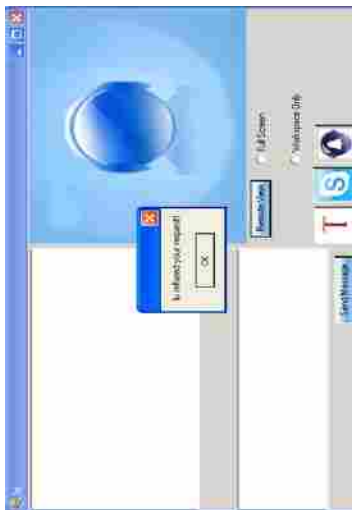 refused your request!
OK
Remote View
Full Screen
Workspace Only
T
S
Send Message